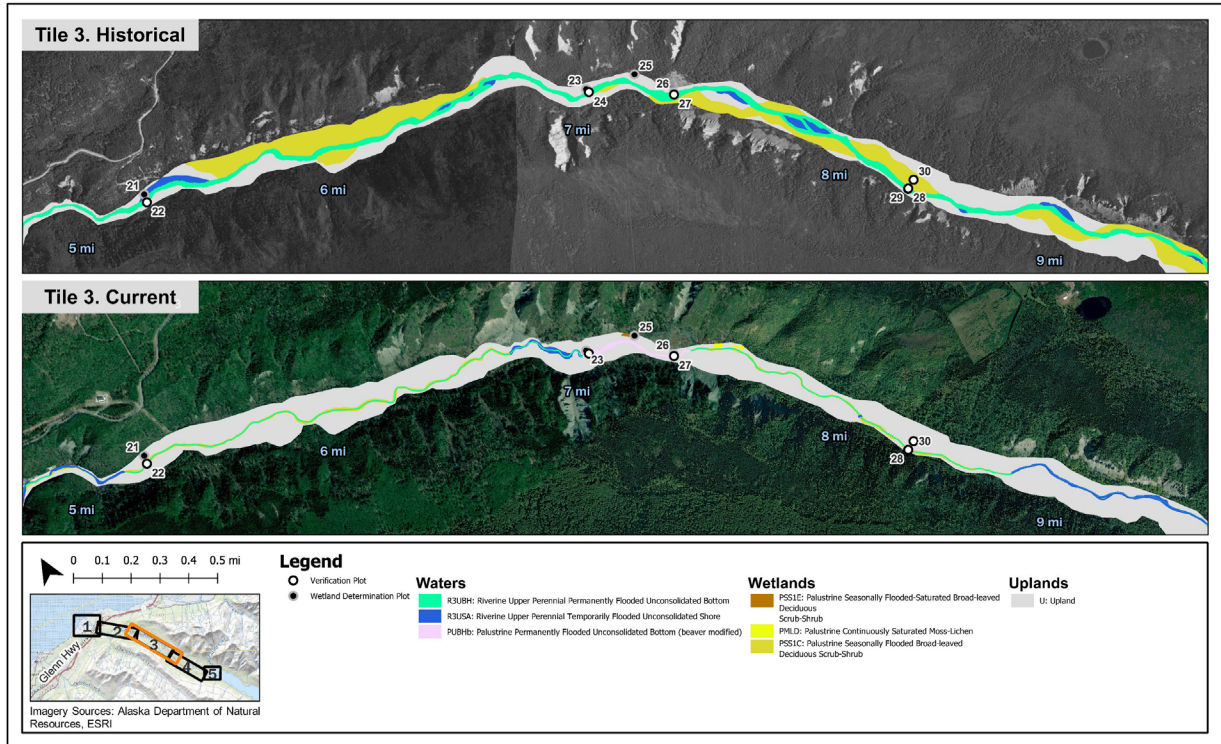 Tile 3. Historical
25
23
26
24
27
7 mi
21
6 mi
8 mi
30
22
29
28
5 mi
9 mi
Tile 3. Current
25
26
23
27
7 mi
21
6 mi
8 mi
30
22
28
5 mi
9 mi
0 0.1 0.2 0.3 0.4 0.5 mi
1
2
3
4
5
Glenn Hwy
Imagery Sources: Alaska Department of Natural
Resources, ESRI
Legend
Verification Plot
Wetland Determination Plot
Waters
R3UBH: Riverine Upper Perennial Permanently Flooded Unconsolidated Bottom
R3USA: Riverine Upper Perennial Temporarily Flooded Unconsolidated Shore
PUBHb: Palustrine Permanently Flooded Unconsolidated Bottom (beaver modified)
Wetlands
PSS1E: Palustrine Seasonally Flooded-Saturated Broad-leaved
Deciduous
Scrub-Shrub
PMLD: Palustrine Continuously Saturated Moss-Lichen
PSS1C: Palustrine Seasonally Flooded Broad-leaved
Deciduous Scrub-Shrub
Uplands
U: Upland